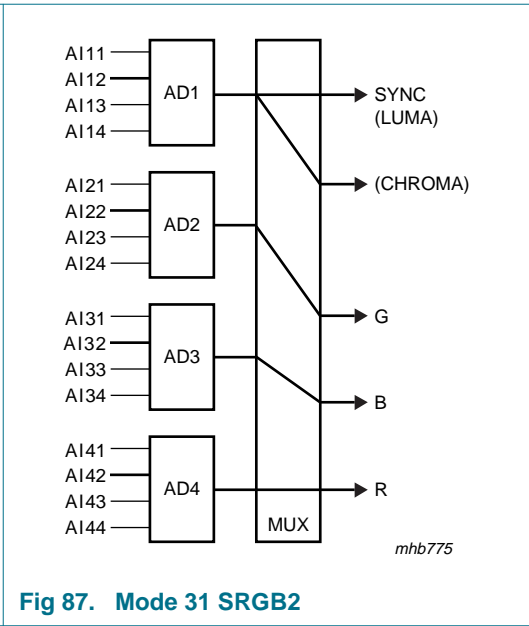 AI11
AI12
AI13
AI14
AD1
SYNC
(LUMA)
(CHROMA)
AI21
AI22
AI23
AI24
AD2
G
AI31
AI32
AI33
AI34
AD3
B
AI41
AI42
AI43
AI44
AD4
R
MUX
mhb775
Fig 87. Mode 31 SRGB2